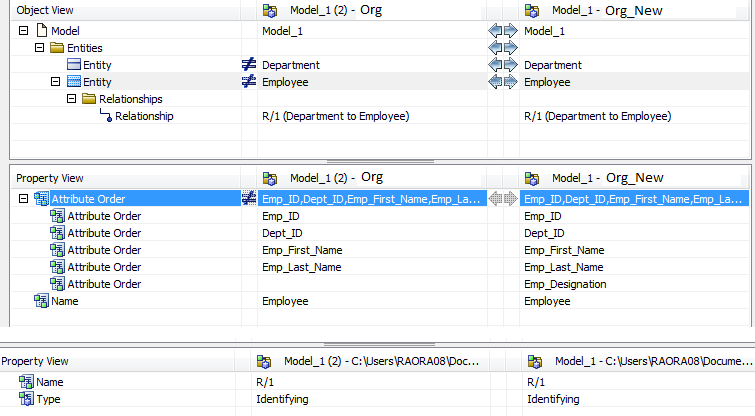 Object View Model_1 (2) - Org Model_1 - Org_New
Model Model_1 Model_1
Entities
Entity Department Department
Entity Employee Employee
Relationships
Relationship R/1 (Department to Employee) R/1 (Department to Employee)
Property View Model_1 (2) - Org Model_1 - Org_New
Attribute Order Emp_ID,Dept_ID,Emp_First_Name,Emp_La... Emp_ID,Dept_ID,Emp_First_Name,Emp_La...
Attribute Order Emp_ID Emp_ID
Attribute Order Dept_ID Dept_ID
Attribute Order Emp_First_Name Emp_First_Name
Attribute Order Emp_Last_Name Emp_Last_Name
Attribute Order Emp_Designation
Name Employee Employee
Property View Model_1 (2) - C:\Users\RAORA08\Doc... Model_1 - C:\Users\RAORA08\Docume...
Name R/1 R/1
Type Identifying Identifying